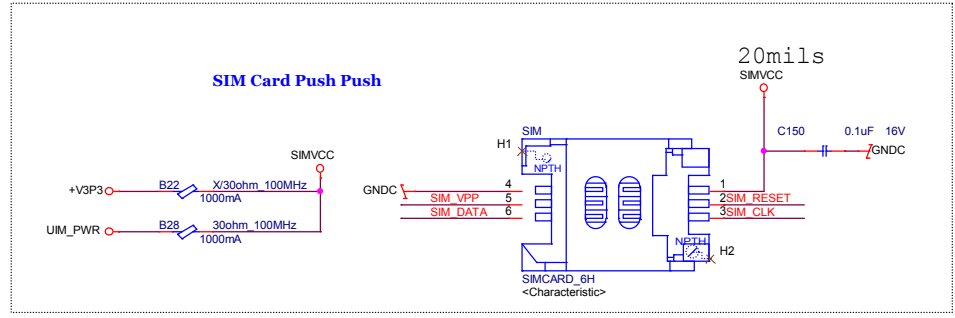 20mils
SIMVCC
SIM Card Push Push
C150 0.1uF 16V
GNDC
SIM
H1
NPTH
SIMVCC
+V3P3
B22 X/30ohm_100MHz
1000mA
GNDC
4
1
SIM_VPP 5
2 SIM_RESET
SIM_DATA 6
3 SIM_CLK
UIM_PWR
B28 30ohm_100MHz
1000mA
NPTH
H2
SIMCARD_6H
<Characteristic>